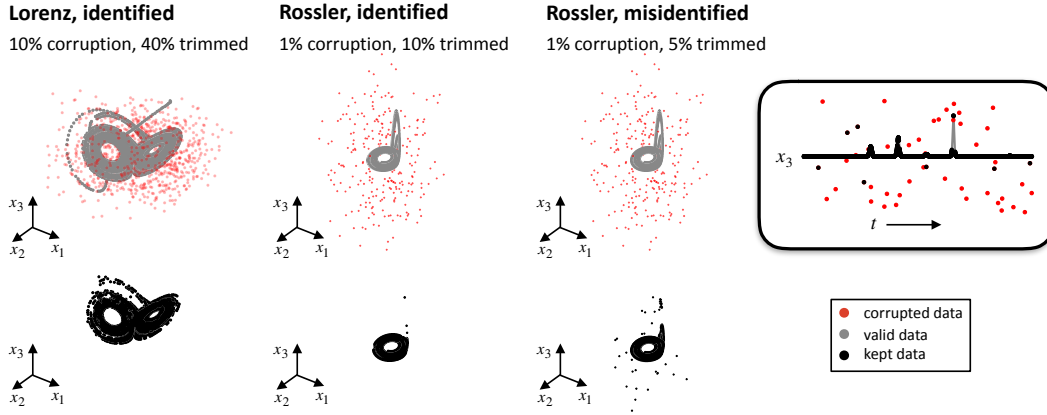 Lorenz, identified
10% corruption, 40% trimmed
Rossler, identified
1% corruption, 10% trimmed
Rossler, misidentified
1% corruption, 5% trimmed
x3
x2
x1
x3
x2
x1
x3
x2
x1
x3
t
x3
x2
x1
x3
x2
x1
x3
x2
x1
corrupted data
valid data
kept data